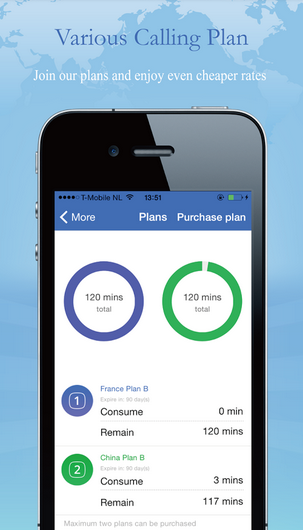 Various Calling Plan
Join our plans and enjoy even cheaper rates
T-Mobile NL 13:51
More Plans Purchase plan
120 mins 120 mins
total total
1 France Plan B
Expire in: 90 day(s)
Consume 0 min
Remain 120 mins
2 China Plan B
Expire in: 90 day(s)
Consume 3 mins
Remain 117 mins
Maximum two plans can be purchased